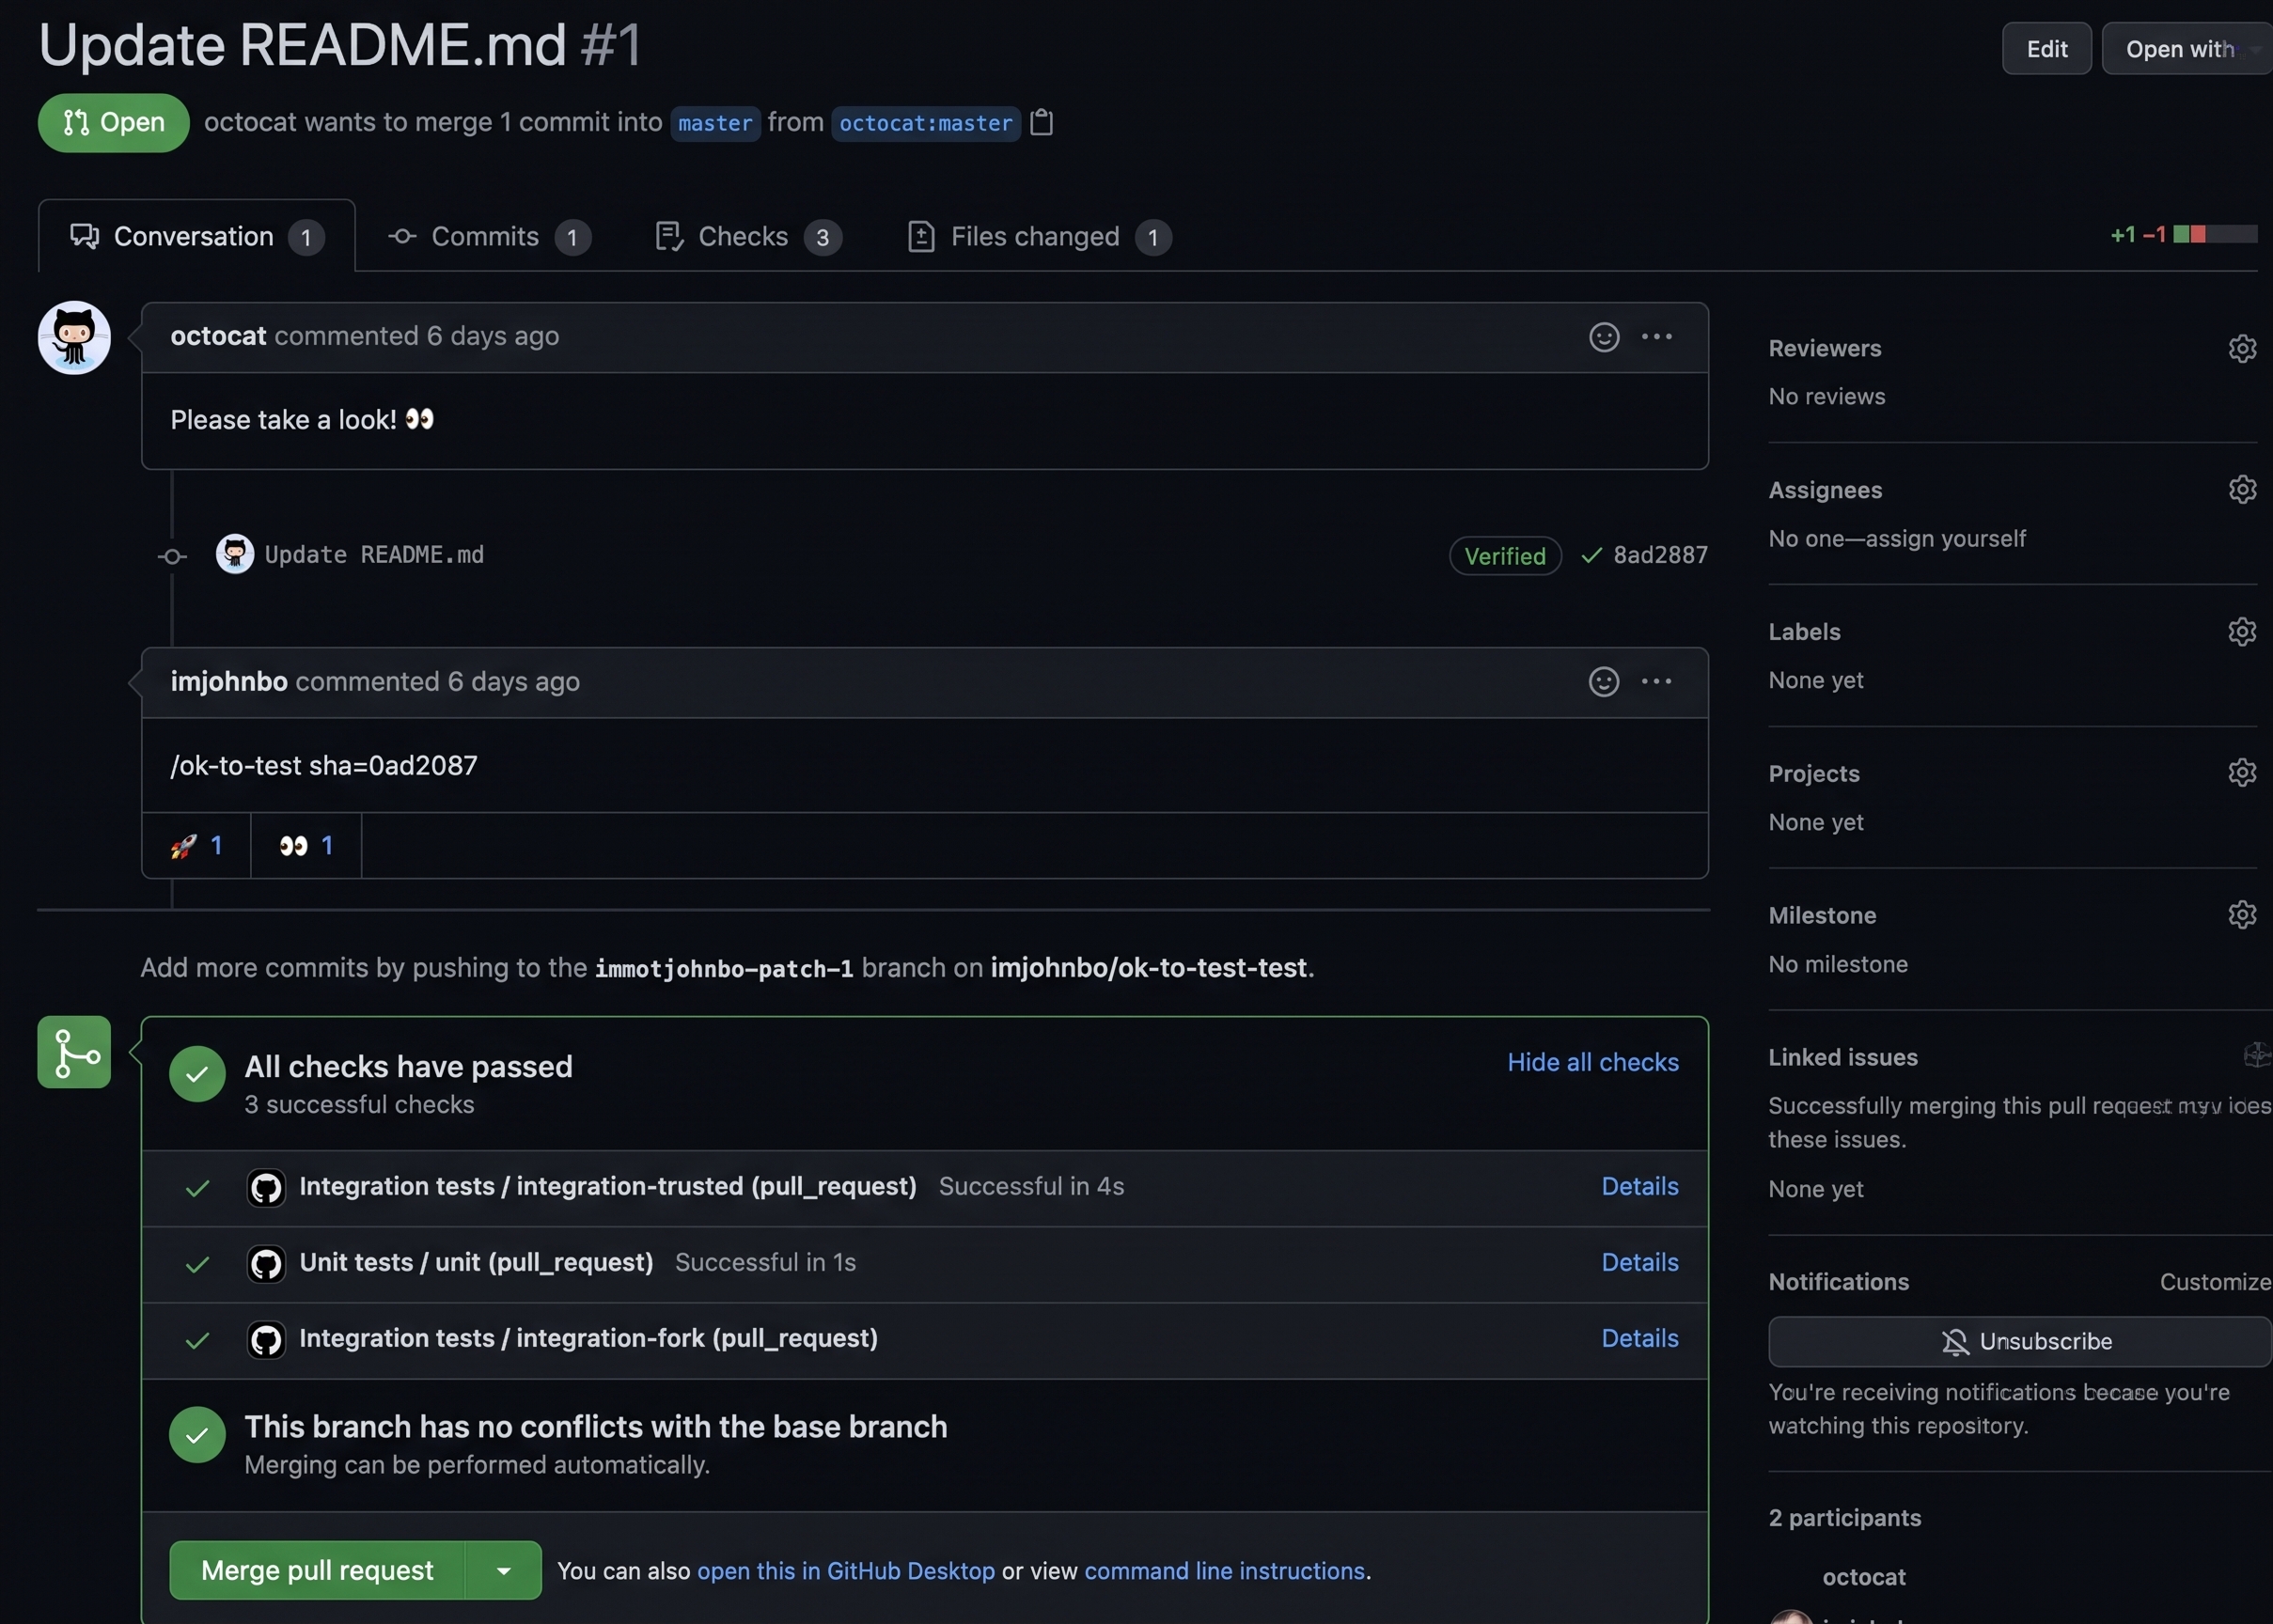 Update README.md #1
Edit
Open with
Open
octocat wants to merge 1 commit into master from octocat:master
Conversation 1
Commits 1
Checks 3
Files changed 1
+1 −1
octocat commented 6 days ago
Please take a look! 👀
Update README.md
Verified
8ad2887
imjohnbo commented 6 days ago
/ok-to-test sha=0ad2087
🚀 1
👀 1
Add more commits by pushing to the immotjohnbo-patch-1 branch on imjohnbo/ok-to-test-test.
All checks have passed
3 successful checks
Hide all checks
Integration tests / integration-trusted (pull_request) Successful in 4s
Details
Unit tests / unit (pull_request) Successful in 1s
Details
Integration tests / integration-fork (pull_request)
Details
This branch has no conflicts with the base branch
Merging can be performed automatically.
Merge pull request
You can also open this in GitHub Desktop or view command line instructions.
Reviewers
No reviews
Assignees
No one—assign yourself
Labels
None yet
Projects
None yet
Milestone
No milestone
Linked issues
Successfully merging this pull request
these issues.
None yet
Notifications
Customize
Unsubscribe
You're receiving notifications becase you're
watching this repository.
2 participants
octocat